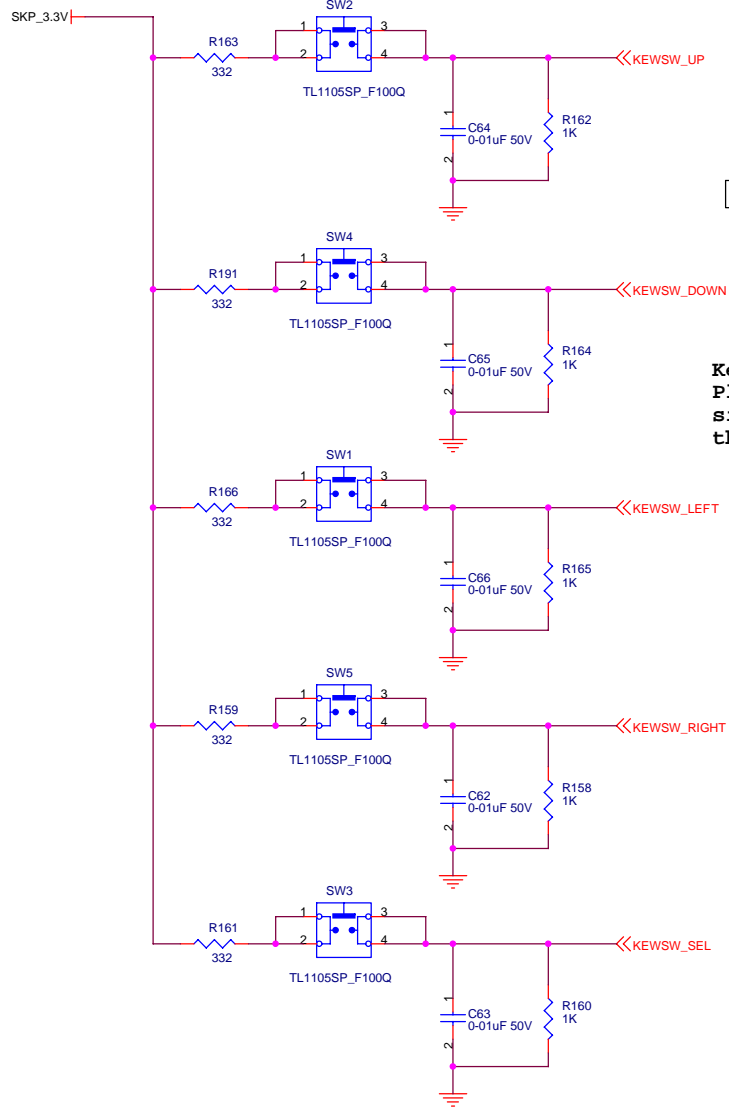 SKP_3.3V
SW2
1
3
R163
2
4
332
KEWSW_UP
TL1105SP_F100Q
1
C64
0-01uF 50V
2
R162
1K
SW4
1
3
R191
2
4
332
KEWSW_DOWN
TL1105SP_F100Q
1
C65
0-01uF 50V
2
R164
1K
SW1
1
3
R166
2
4
332
KEWSW_LEFT
TL1105SP_F100Q
1
C66
0-01uF 50V
2
R165
1K
SW5
1
3
R159
2
4
332
KEWSW_RIGHT
TL1105SP_F100Q
1
C62
0-01uF 50V
2
R158
1K
SW3
1
3
R161
2
4
332
KEWSW_SEL
TL1105SP_F100Q
1
C63
0-01uF 50V
2
R160
1K